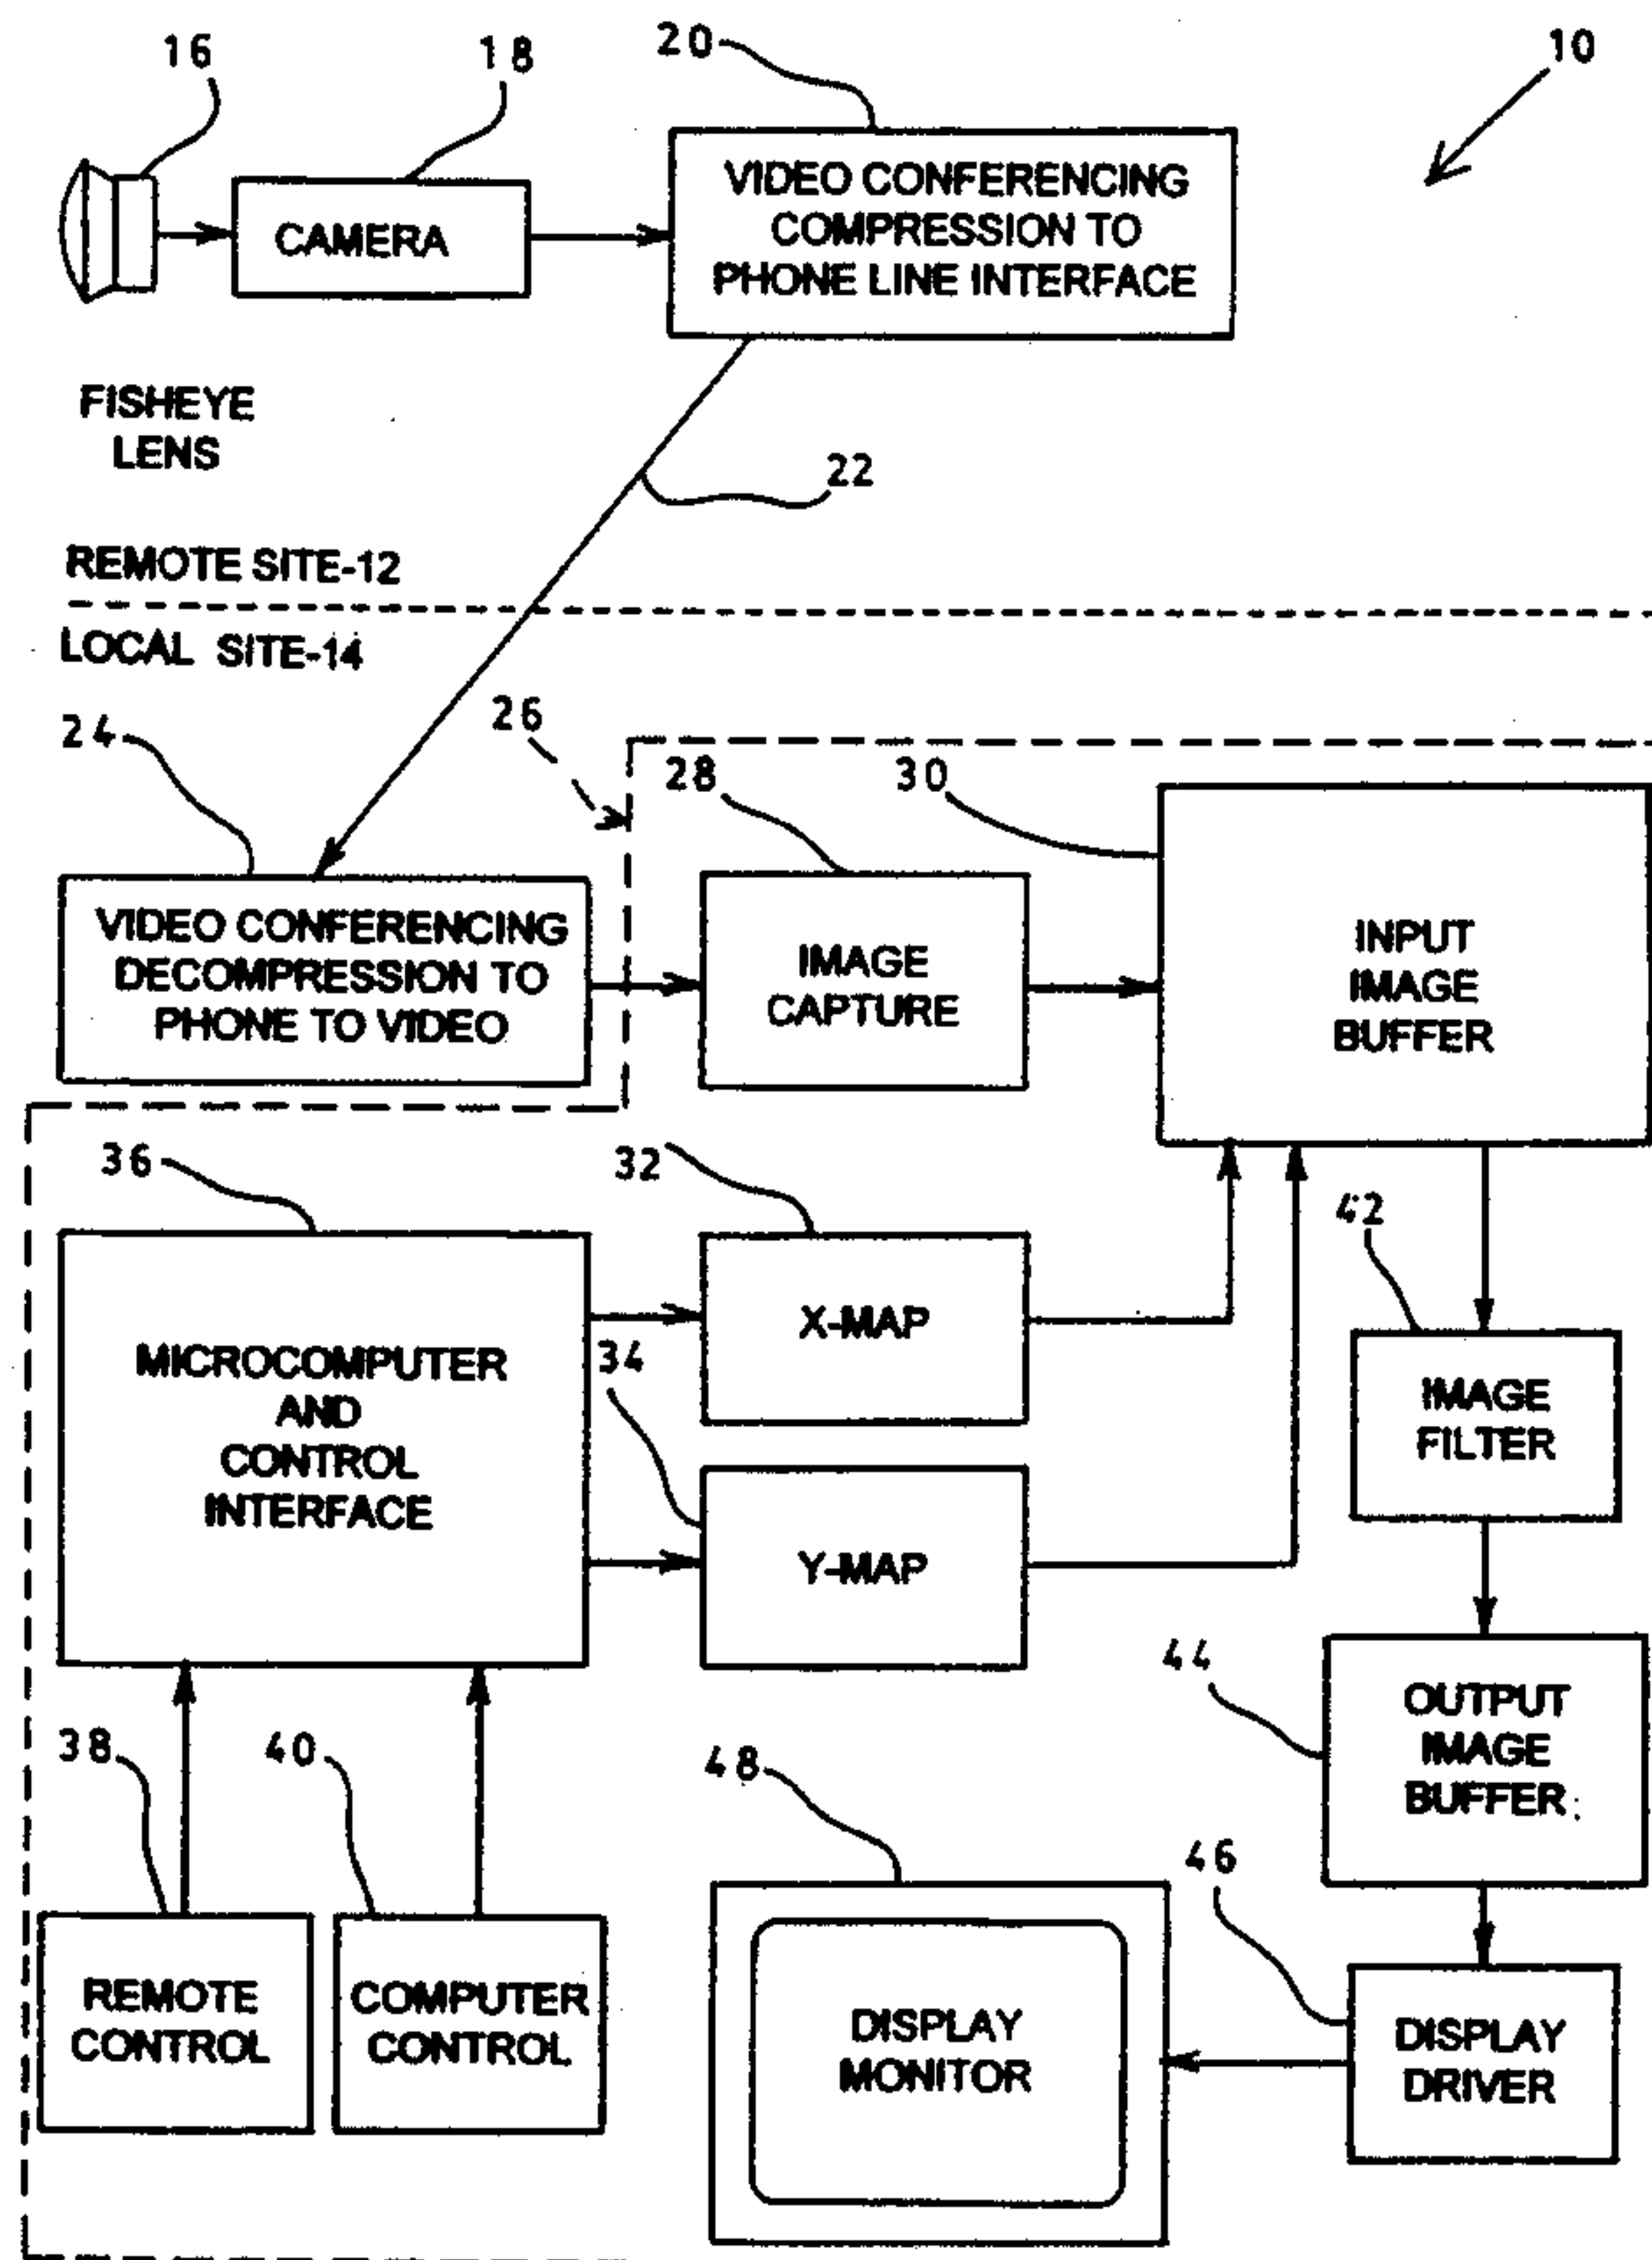 16
18
20
10
CAMERA
VIDEO CONFERENCING
COMPRESSION TO
PHONE LINE INTERFACE
FISHEYE
LENS
22
REMOTE SITE-12
LOCAL SITE-14
24
26
28
30
VIDEO CONFERENCING
DECOMPRESSION TO
PHONE TO VIDEO
IMAGE
CAPTURE
INPUT
IMAGE
BUFFER
36
32
42
MICROCOMPUTER
AND
CONTROL
INTERFACE
X-MAP
34
Y-MAP
IMAGE
FILTER
44
OUTPUT
IMAGE
BUFFER
38
40
48
46
REMOTE
CONTROL
COMPUTER
CONTROL
DISPLAY
MONITOR
DISPLAY
DRIVER